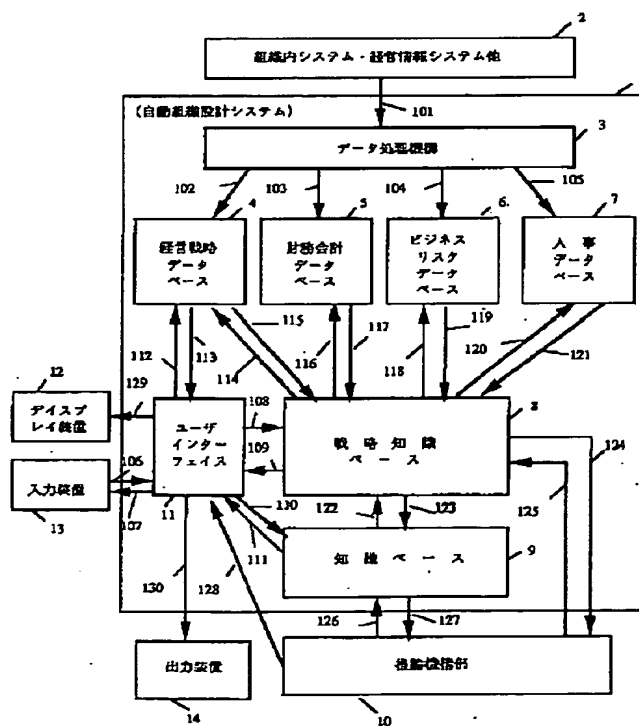 2
組織内システム・経営情報システム他
101
(自動組織設計システム)
3
データ処理機構
102
103
104
105
4
5
6
7
経営戦略
データ
ベース
財務会計
データ
ベース
ビジネス
リスク
データ
ベース
人事
データ
ベース
112
113
114
115
116
117
118
119
120
121
12
129
ディスプ
レイ装置
ユーザ
インター
フェイス
108
109
8
戦略知識
ベース
124
125
106
入力装置
107
13
11
130
111
122
123
知識ベース
9
130
128
126
127
出力装置
14
推論機構部
10